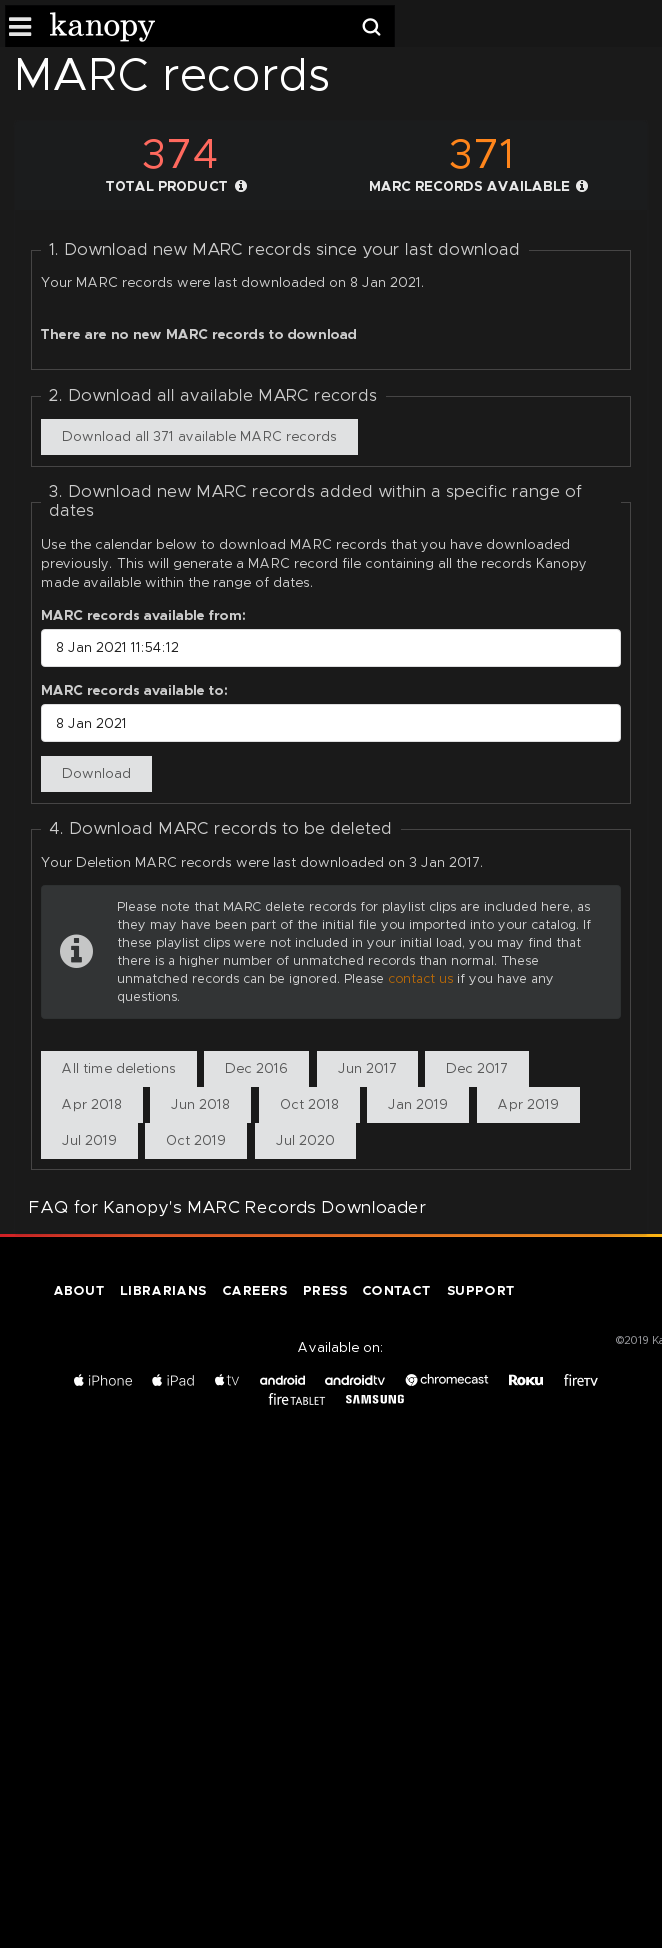 kanopy
MARC records
374
TOTAL PRODUCT
371
MARC RECORDS AVAILABLE
1. Download new MARC records since your last download
Your MARC records were last downloaded on 8 Jan 2021.
There are no new MARC records to download
2. Download all available MARC records
Download all 371 available MARC records
3. Download new MARC records added within a specific range of
dates
Use the calendar below to download MARC records that you have downloaded
previously. This will generate a MARC record file containing all the records Kanopy
made available within the range of dates.
MARC records available from:
8 Jan 2021 11:54:12
MARC records available to:
8 Jan 2021
Download
4. Download MARC records to be deleted
Your Deletion MARC records were last downloaded on 3 Jan 2017.
Please note that MARC delete records for playlist clips are included here, as
they may have been part of the initial file you imported into your catalog. If
these playlist clips were not included in your initial load, you may find that
there is a higher number of unmatched records than normal. These
unmatched records can be ignored. Please contact us if you have any
questions.
All time deletions Dec 2016 Jun 2017 Dec 2017
Apr 2018 Jun 2018 Oct 2018 Jan 2019 Apr 2019
Jul 2019 Oct 2019 Jul 2020
FAQ for Kanopy's MARC Records Downloader
ABOUT LIBRARIANS CAREERS PRESS CONTACT SUPPORT
©2019 Ka
Available on:
iPhone iPad tv android androidtv chromecast Roku fireTV
fireTABLET SAMSUNG